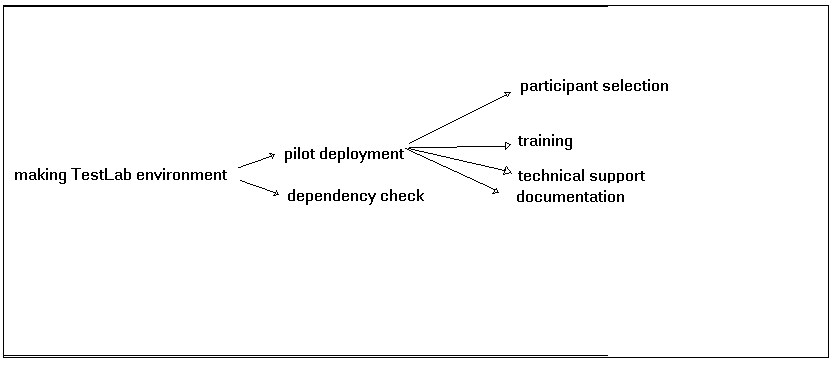 participant selection
training
pilot deployment
making TestLab environment
technical support
dependency check
documentation